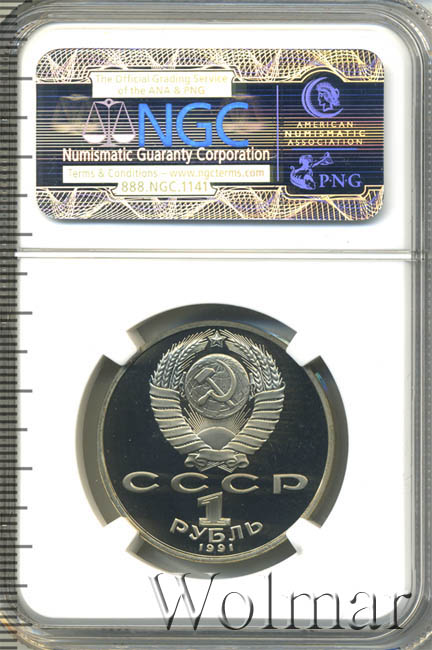 The Official Grading Service
of the ANA & PNG
NGC
Numismatic Guaranty Corporation
Terms & Conditions – www.ngcterms.com
888.NGC.1141
AMERICAN
NUMISMATIC
ASSOCIATION
P·N·G
СССР
1
РУБЛЬ
1991
Wolmar